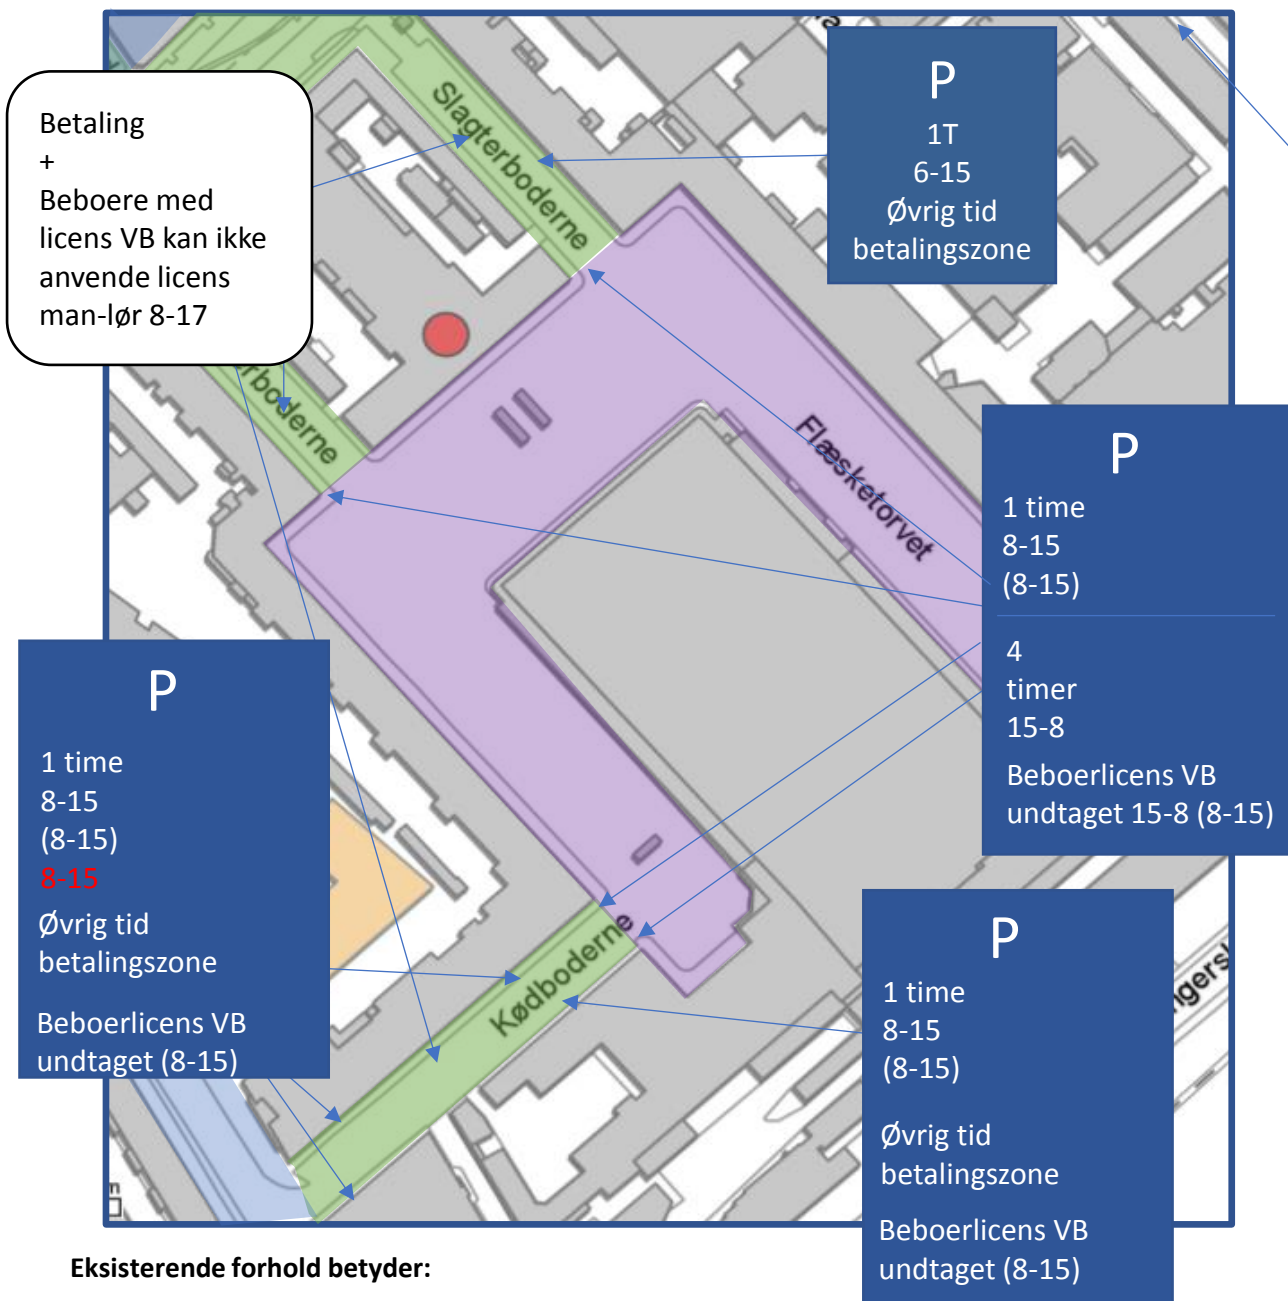 Betaling
+
Beboere med
licens VB kan ikke
anvende licens
man-lør 8-17
Slagterboderne
P
1T
6-15
Øvrig tid
betalingszone
erboderne
Flæsketorvet
P
1 time
8-15
(8-15)
4
timer
15-8
Beboerlicens VB
undtaget 15-8 (8-15)
P
1 time
8-15
(8-15)
8-15
Øvrig tid
betalingszone
Beboerlicens VB
undtaget (8-15)
Kødboderne
P
1 time
8-15
(8-15)
Øvrig tid
betalingszone
Beboerlicens VB
undtaget (8-15)
Eksisterende forhold betyder: